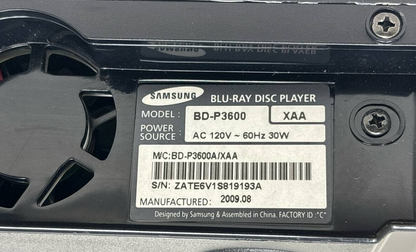 SAMSUNG BLU-RAY DISC PLAYER
MODEL : BD-P3600 XAA
POWER SOURCE : AC 120V ~ 60Hz 30W
M/C:BD-P3600A/XAA
S/N: ZATE6V1S819193A
MANUFACTURED: 2009.08
Designed by Samsung & Assembled in China. FACTORY ID :"C"